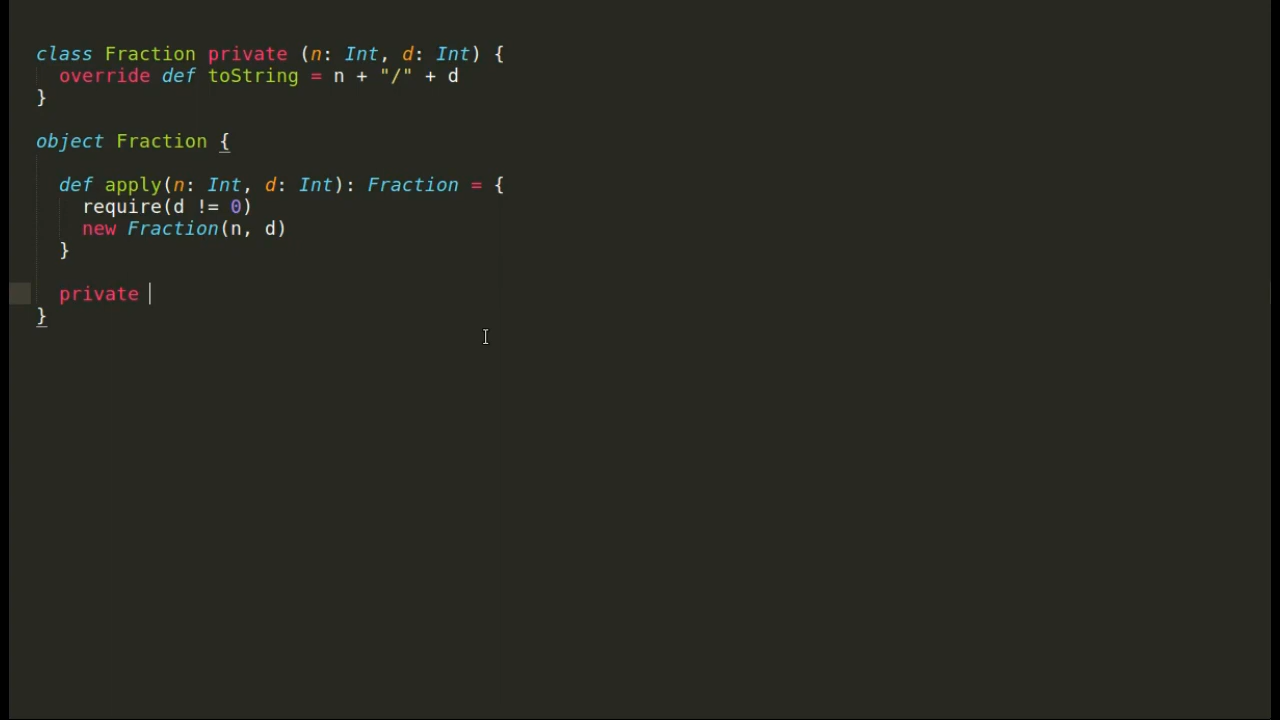 class Fraction private (n: Int, d: Int) {
  override def toString = n + "/" + d
}
object Fraction {
  def apply(n: Int, d: Int): Fraction = {
    require(d != 0)
    new Fraction(n, d)
  }
  private
}